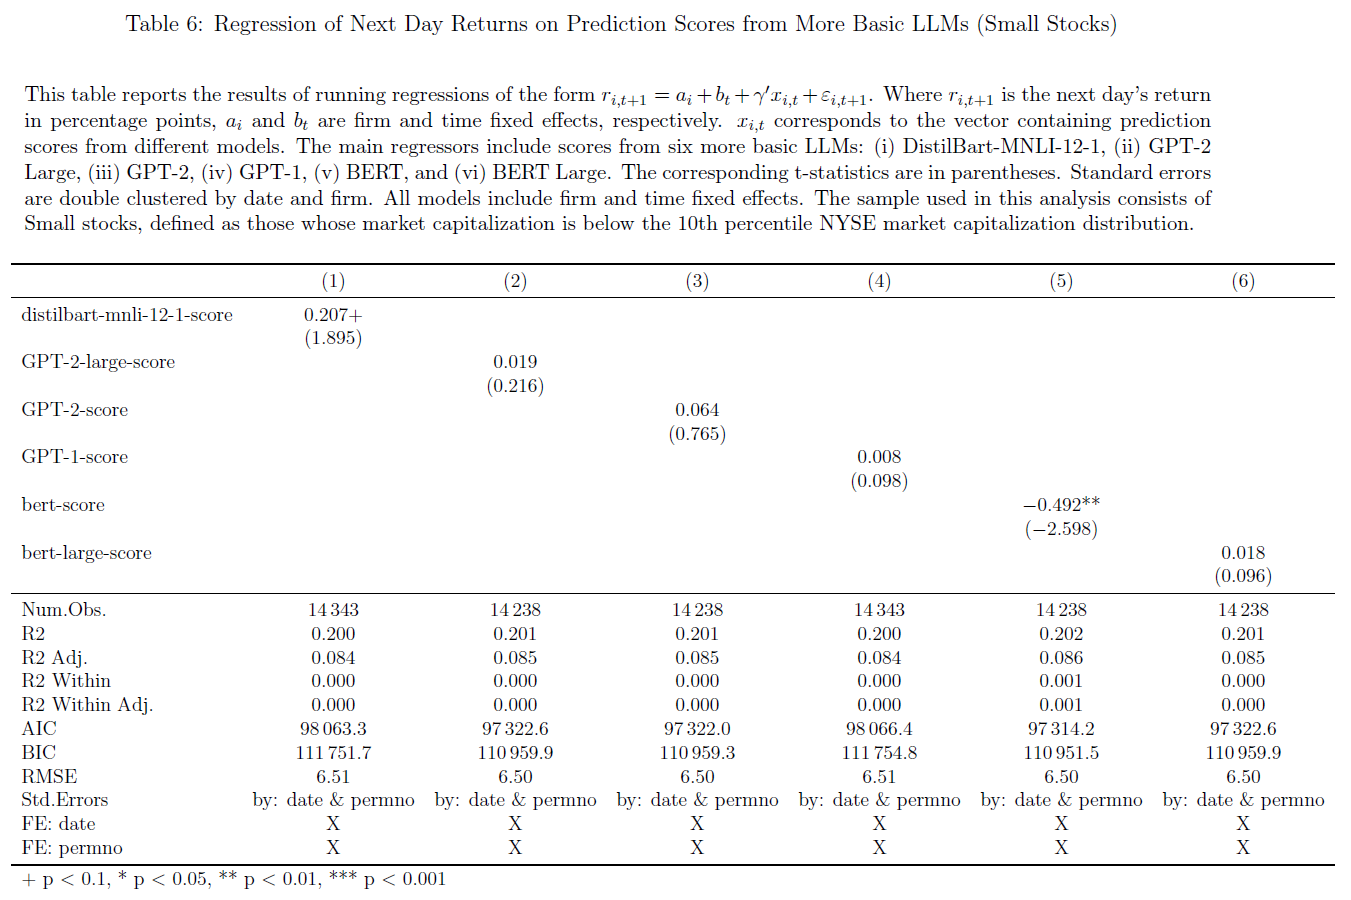 Table 6: Regression of Next Day Returns on Prediction Scores from More Basic LLMs (Small Stocks)
This table reports the results of running regressions of the form r_{i,t+1} = a_i + b_t + γ′x_{i,t} + ε_{i,t+1}. Where r_{i,t+1} is the next day's return
in percentage points, a_i and b_t are firm and time fixed effects, respectively. x_{i,t} corresponds to the vector containing prediction
scores from different models. The main regressors include scores from six more basic LLMs: (i) DistilBart-MNLI-12-1, (ii) GPT-2
Large, (iii) GPT-2, (iv) GPT-1, (v) BERT, and (vi) BERT Large. The corresponding t-statistics are in parentheses. Standard errors
are double clustered by date and firm. All models include firm and time fixed effects. The sample used in this analysis consists of
Small stocks, defined as those whose market capitalization is below the 10th percentile NYSE market capitalization distribution.
(1) (2) (3) (4) (5) (6)
distilbart-mnli-12-1-score 0.207+
(1.895)
GPT-2-large-score 0.019
(0.216)
GPT-2-score 0.064
(0.765)
GPT-1-score 0.008
(0.098)
bert-score −0.492**
(−2.598)
bert-large-score 0.018
(0.096)
Num.Obs. 14 343 14 238 14 238 14 343 14 238 14 238
R2 0.200 0.201 0.201 0.200 0.202 0.201
R2 Adj. 0.084 0.085 0.085 0.084 0.086 0.085
R2 Within 0.000 0.000 0.000 0.000 0.001 0.000
R2 Within Adj. 0.000 0.000 0.000 0.000 0.001 0.000
AIC 98 063.3 97 322.6 97 322.0 98 066.4 97 314.2 97 322.6
BIC 111 751.7 110 959.9 110 959.3 111 754.8 110 951.5 110 959.9
RMSE 6.51 6.50 6.50 6.51 6.50 6.50
Std.Errors by: date & permno by: date & permno by: date & permno by: date & permno by: date & permno by: date & permno
FE: date X X X X X X
FE: permno X X X X X X
+ p < 0.1, * p < 0.05, ** p < 0.01, *** p < 0.001